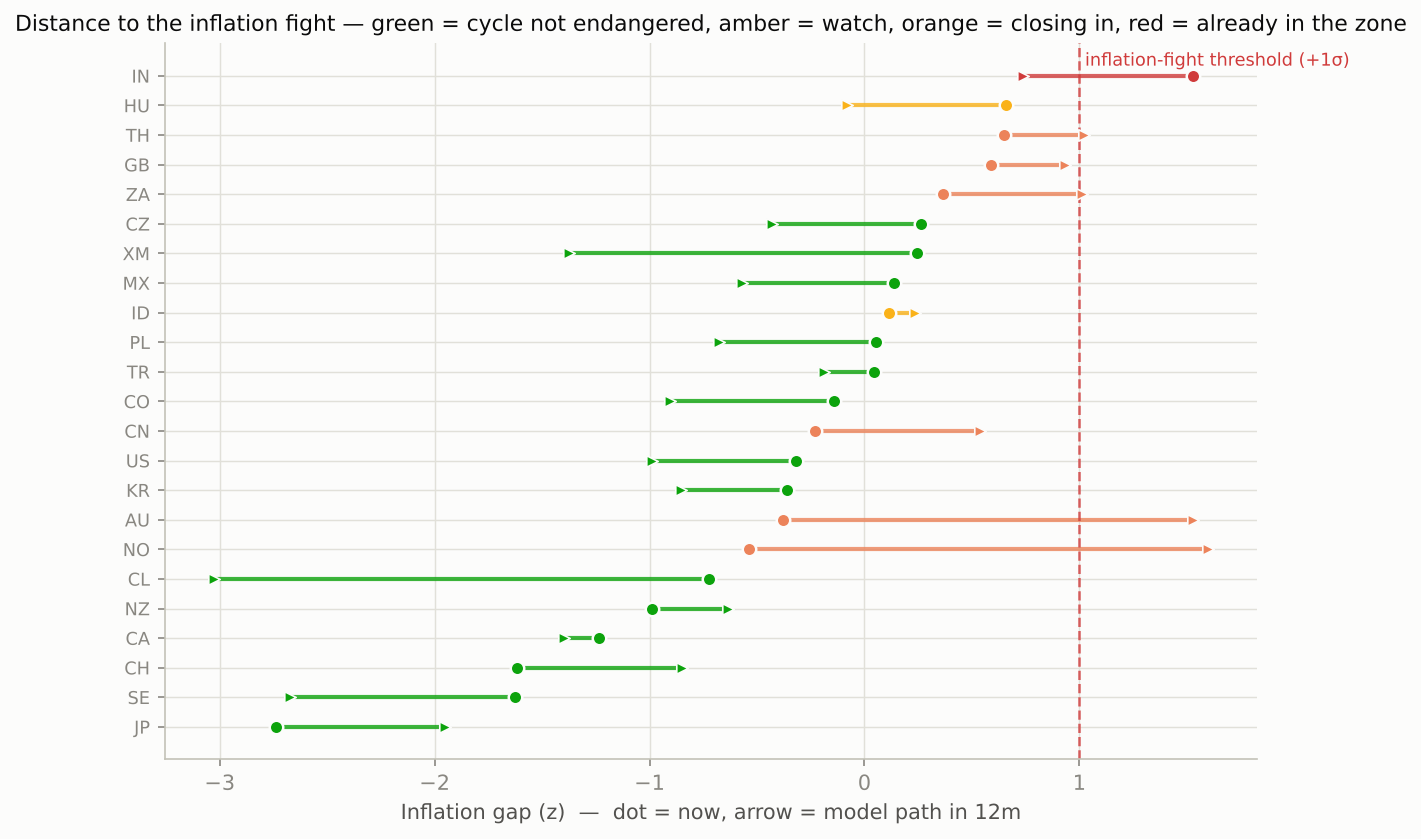 Distance to the inflation fight — green = cycle not endangered, amber = watch, orange = closing in, red = already in the zone
inflation-fight threshold (+1σ)
IN
HU
TH
GB
ZA
CZ
XM
MX
ID
PL
TR
CO
CN
US
KR
AU
NO
CL
NZ
CA
CH
SE
JP
−3 −2 −1 0 1
Inflation gap (z) — dot = now, arrow = model path in 12m